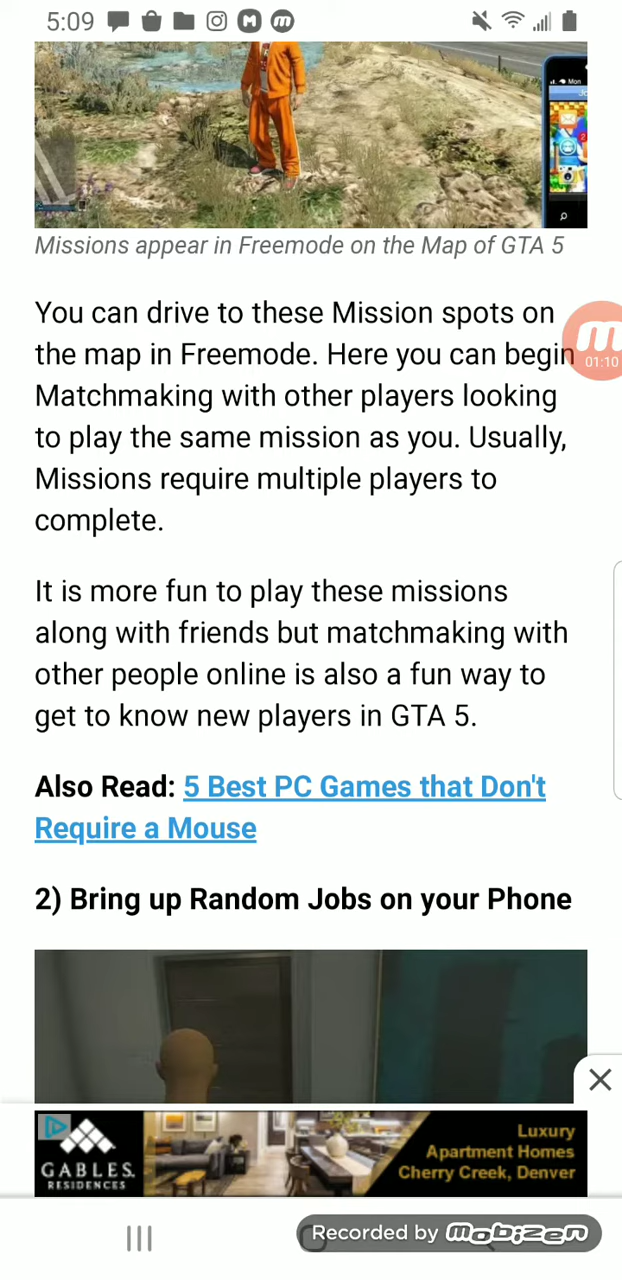 5:09
Mon
Missions appear in Freemode on the Map of GTA 5
You can drive to these Mission spots on
the map in Freemode. Here you can begin
Matchmaking with other players looking
to play the same mission as you. Usually,
Missions require multiple players to
complete.
01:10
It is more fun to play these missions
along with friends but matchmaking with
other people online is also a fun way to
get to know new players in GTA 5.
Also Read: 5 Best PC Games that Don't
Require a Mouse
2) Bring up Random Jobs on your Phone
GABLES
RESIDENCES
Luxury
Apartment Homes
Cherry Creek, Denver
Recorded by mobizen